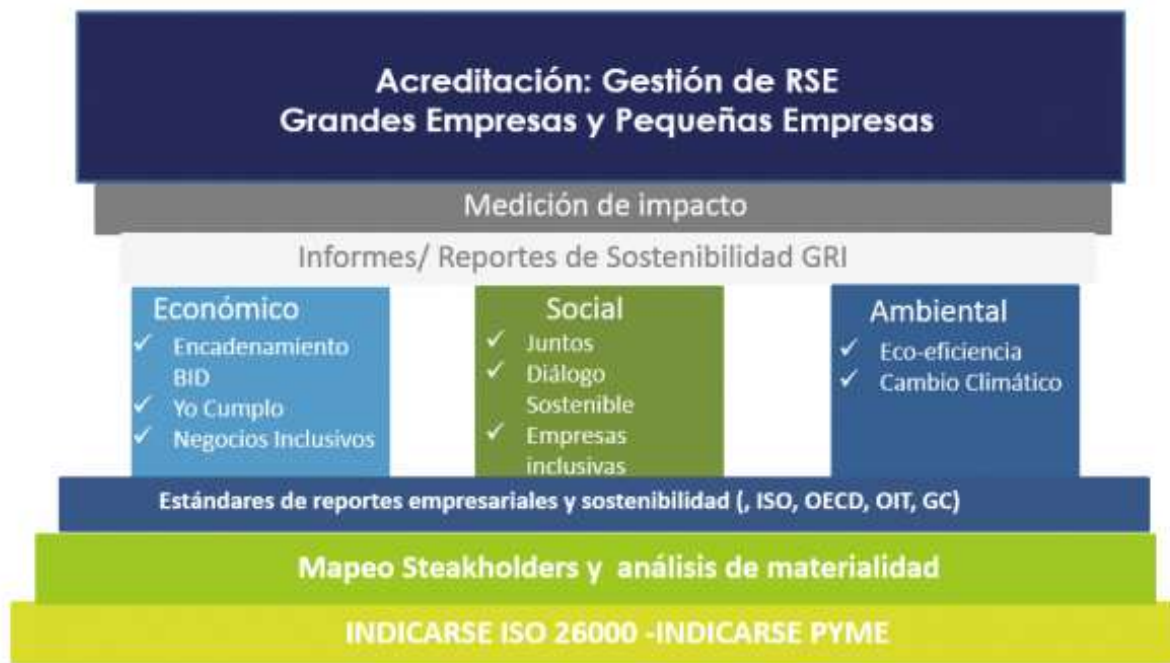 Acreditación: Gestión de RSE
Grandes Empresas y Pequeñas Empresas
Medición de impacto
Informes/ Reportes de Sostenibilidad GRI
Económico
✓ Encadenamiento
BID
✓ Yo Cumplo
✓ Negocios Inclusivos
Social
✓ Juntos
✓ Diálogo
Sostenible
✓ Empresas
inclusivas
Ambiental
✓ Eco-eficiencia
✓ Cambio Climático
Estándares de reportes empresariales y sostenibilidad (, ISO, OECD, OIT, GC)
Mapeo Steakholders y análisis de materialidad
INDICARSE ISO 26000 -INDICARSE PYME